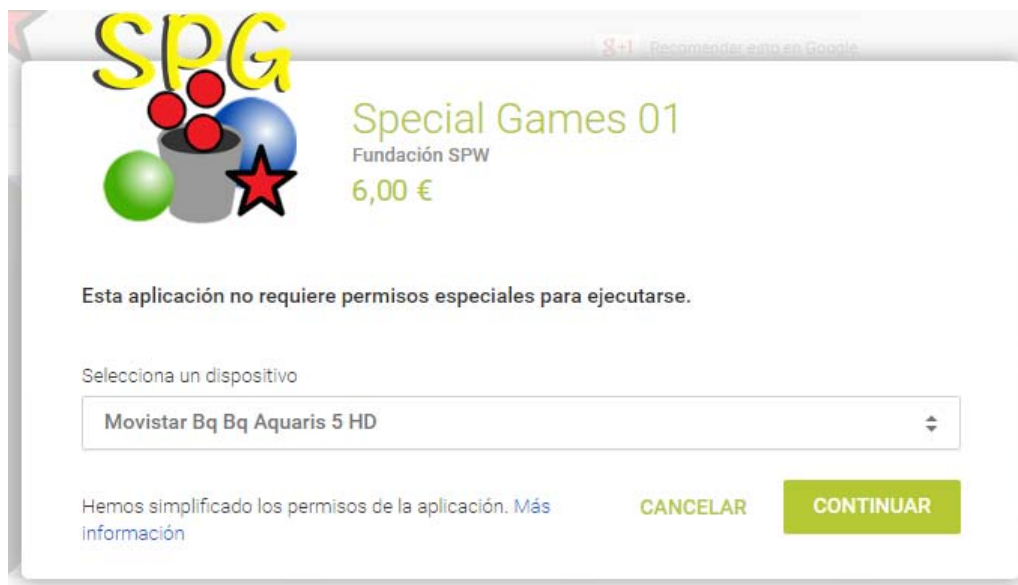 SPG
g+1 Recomendar esto en Google
Special Games 01
Fundación SPW
6,00 €
Esta aplicación no requiere permisos especiales para ejecutarse.
Selecciona un dispositivo
Movistar Bq Bq Aquaris 5 HD
Hemos simplificado los permisos de la aplicación. Más
información
CANCELAR
CONTINUAR